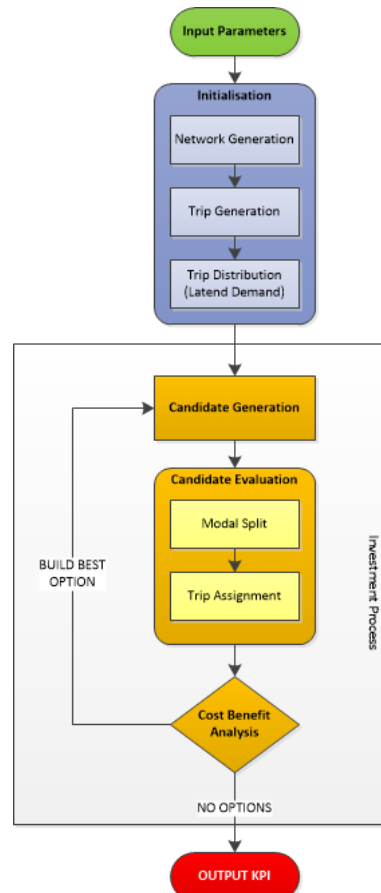 Input Parameters
Initialisation
Network Generation
Trip Generation
Trip Distribution
(Latend Demand)
Candidate Generation
Candidate Evaluation
Modal Split
Trip Assignment
BUILD BEST
OPTION
Investment Process
Cost Benefit
Analysis
NO OPTIONS
OUTPUT KPI